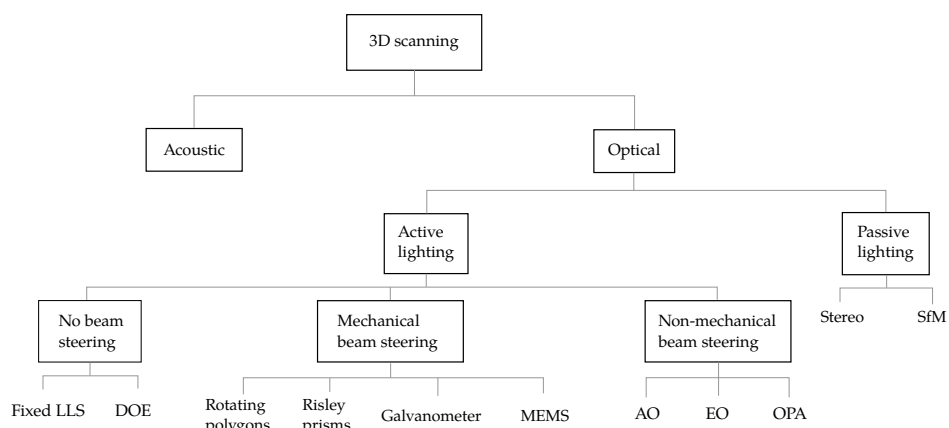 3D scanning
Acoustic
Optical
Active
lighting
Passive
lighting
No beam
steering
Mechanical
beam steering
Non-mechanical
beam steering
Stereo
SfM
Fixed LLS
DOE
Rotating
polygons
Risley
prisms
Galvanometer
MEMS
AO
EO
OPA